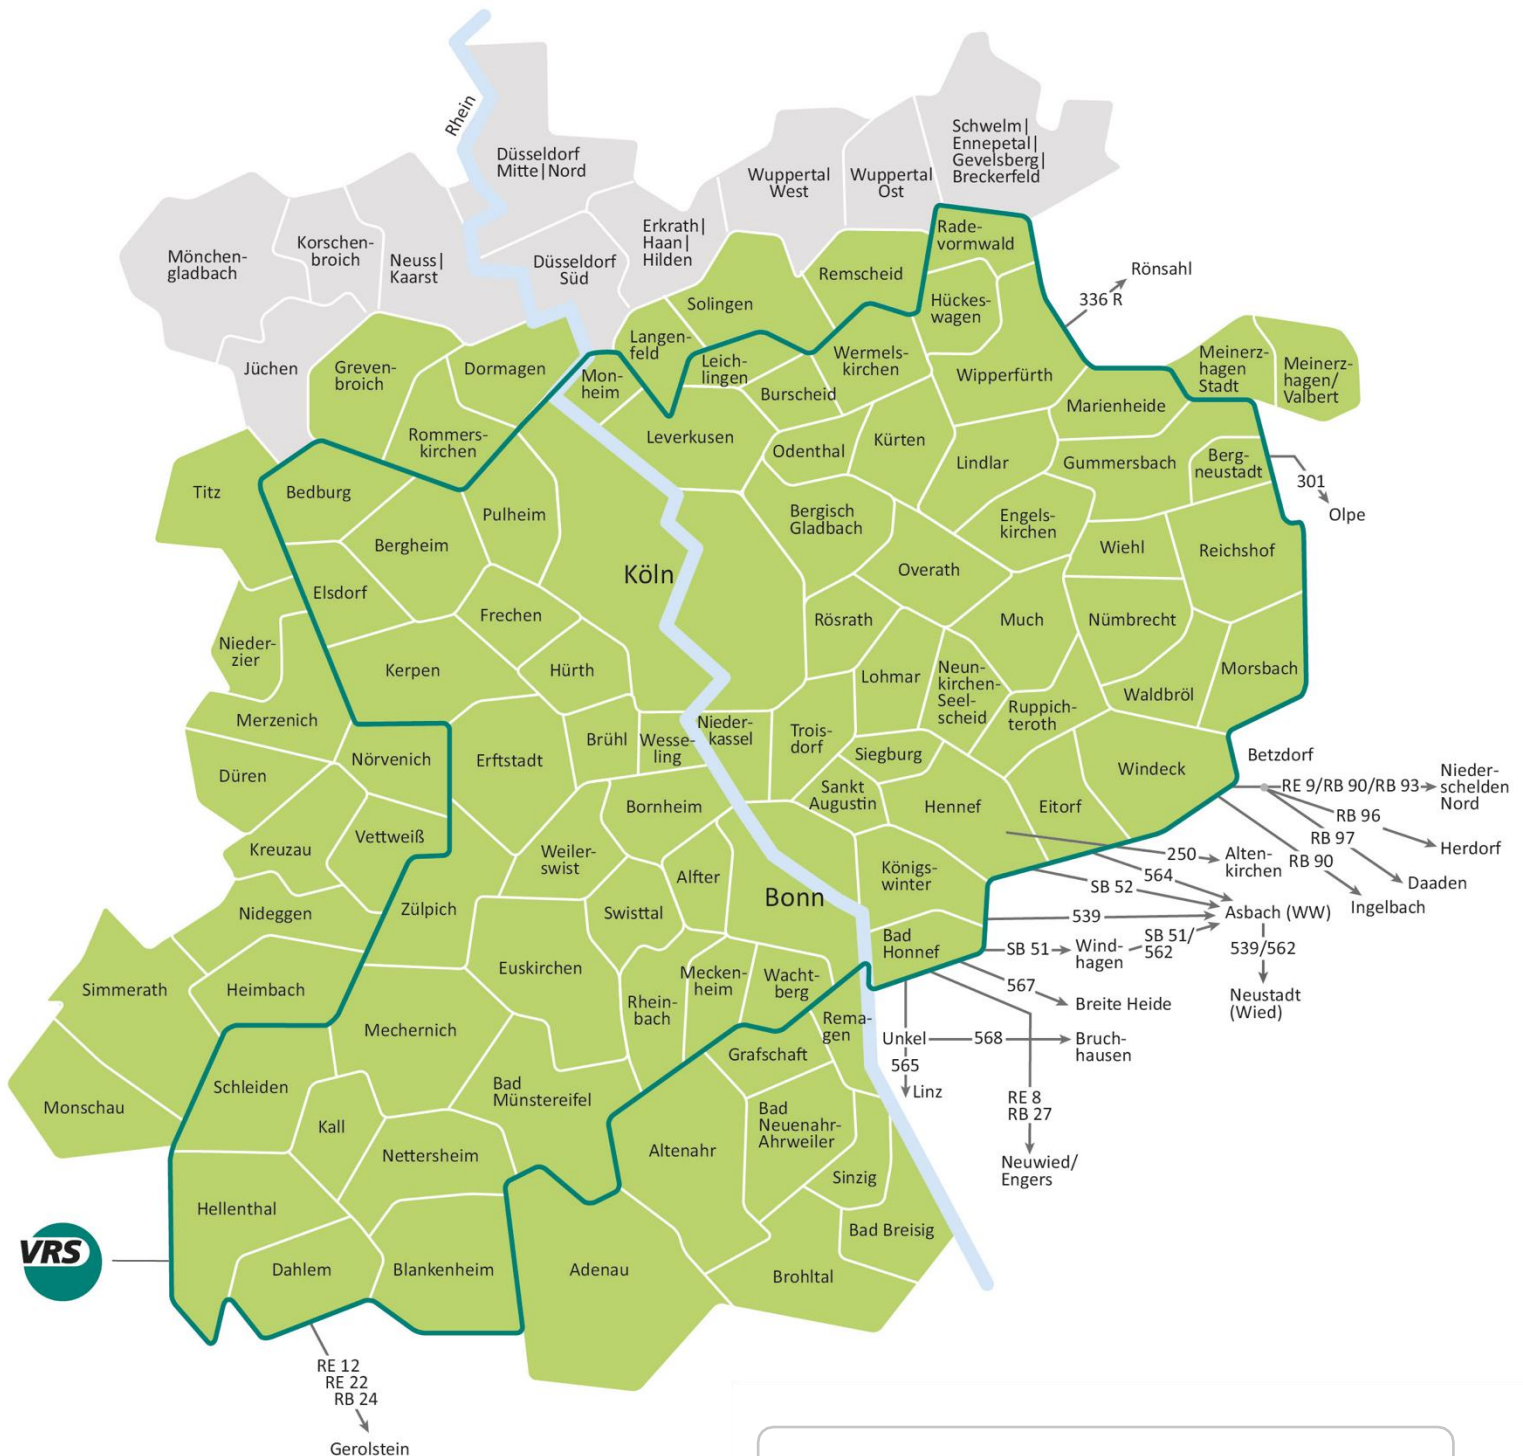 Rhein
Düsseldorf
Mitte|Nord
Schwelm|
Ennepetal|
Gevelsberg|
Breckerfeld
Wuppertal
West
Wuppertal
Ost
Mönchen-
gladbach
Korschen-
broich
Neuss|
Kaarst
Düsseldorf
Süd
Erkrath|
Haan|
Hilden
Rade-
vormwald
Remscheid
Solingen
Hückes-
wagen
Rönsahl
336 R
Jüchen
Greven-
broich
Dormagen
Langen-
feld
Mon-
heim
Leich-
lingen
Wermels-
kirchen
Burscheid
Wipperfürth
Meinerz-
hagen
Stadt
Meinerz-
hagen/
Valbert
Marienheide
Rommers-
kirchen
Leverkusen
Odenthal
Kürten
Lindlar
Gummersbach
Berg-
neustadt
301
Olpe
Titz
Bedburg
Pulheim
Bergheim
Bergisch
Gladbach
Engels-
kirchen
Wiehl
Reichshof
Köln
Overath
Elsdorf
Frechen
Rösrath
Much
Nümbrecht
Nieder-
zier
Kerpen
Hürth
Lohmar
Neun-
kirchen-
Seel-
scheid
Ruppich-
teroth
Waldbröl
Morsbach
Merzenich
Nörvenich
Erftstadt
Brühl
Wesse-
ling
Nieder-
kassel
Trois-
dorf
Siegburg
Windeck
Betzdorf
Düren
Sankt
Augustin
Hennef
Eitorf
RE 9/RB 90/RB 93
Nieder-
schelden
Nord
RB 96
Herdorf
RB 97
Daaden
RB 90
Ingelbach
Bornheim
Vettweiß
Kreuzau
Weiler-
swist
Alfter
Bonn
Königs-
winter
250
Alten-
kirchen
564
SB 52
539
Asbach (WW)
Nideggen
Zülpich
Swisttal
Bad
Honnef
SB 51
Wind-
hagen
SB 51/
562
539/562
Neustadt
(Wied)
Simmerath
Heimbach
Euskirchen
Mecken-
heim
Wacht-
berg
Rhein-
bach
567
Breite Heide
Mechernich
Rema-
gen
Unkel
568
Bruch-
hausen
Grafschaft
565
Linz
Monschau
Schleiden
Bad
Münstereifel
RE 8
RB 27
Neuwied/
Engers
Kall
Altenahr
Bad
Neuenahr-
Ahrweiler
Nettersheim
Sinzig
Hellenthal
Bad Breisig
VRS
Dahlem
Blankenheim
Adenau
Brohltal
RE 12
RE 22
RB 24
Gerolstein